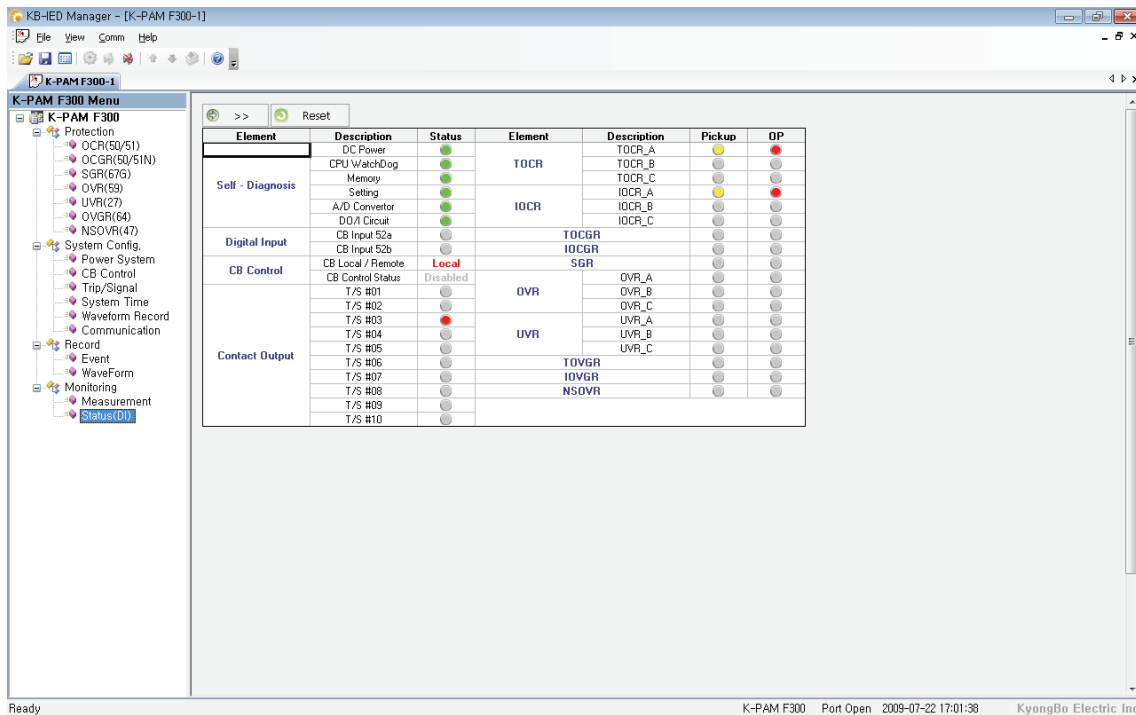 KB-IED Manager - [K-PAM F300-1]
File View Comm Help
K-PAM F300-1
K-PAM F300 Menu
K-PAM F300
Protection
OCR(50/51)
OCGR(50/51N)
SGR(67G)
OVR(59)
UVR(27)
OVGR(64)
NSOVR(47)
System Config,
Power System
CB Control
Trip/Signal
System Time
Waveform Record
Communication
Record
Event
WaveForm
Monitoring
Measurement
Status(DI)
>> Reset
Element Description Status Element Description Pickup OP
DC Power TOCR_A
CPU WatchDog TOCR TOCR_B
Memory TOCR_C
Self - Diagnosis Setting IOCR_A
A/D Convertor IOCR IOCR_B
DO/I Circuit IOCR_C
Digital Input CB Input 52a TOCGR
CB Input 52b IOCGR
CB Control CB Local / Remote Local SGR
CB Control Status Disabled OVR_A
T/S #01 OVR OVR_B
T/S #02 OVR_C
T/S #03 UVR_A
T/S #04 UVR UVR_B
Contact Output T/S #05 UVR_C
T/S #06 TOVGR
T/S #07 IOVGR
T/S #08 NSOVR
T/S #09
T/S #10
Ready K-PAM F300 Port Open 2009-07-22 17:01:38 KyongBo Electric Inc